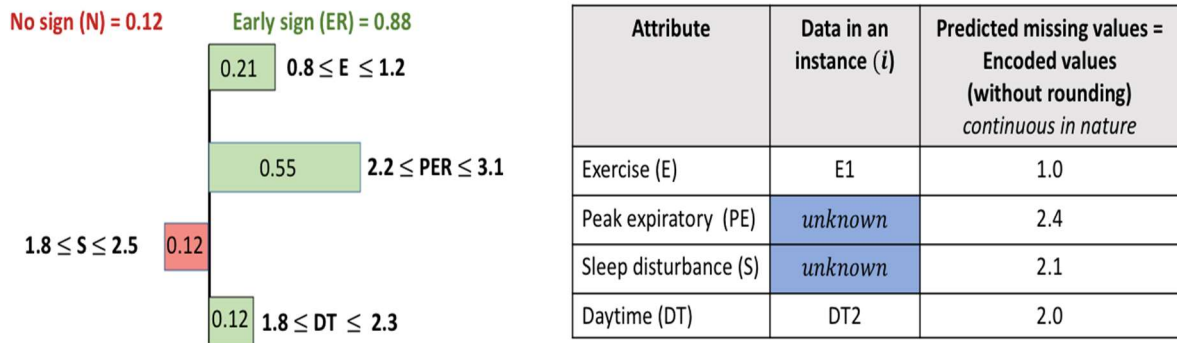 No sign (N) = 0.12
Early sign (ER) = 0.88
0.21
0.8 ≤ E ≤ 1.2
0.55
2.2 ≤ PER ≤ 3.1
1.8 ≤ S ≤ 2.5
0.12
0.12
1.8 ≤ DT ≤ 2.3
Attribute
Data in an
instance (i)
Predicted missing values =
Encoded values
(without rounding)
continuous in nature
Exercise (E)
E1
1.0
Peak expiratory (PE)
unknown
2.4
Sleep disturbance (S)
unknown
2.1
Daytime (DT)
DT2
2.0